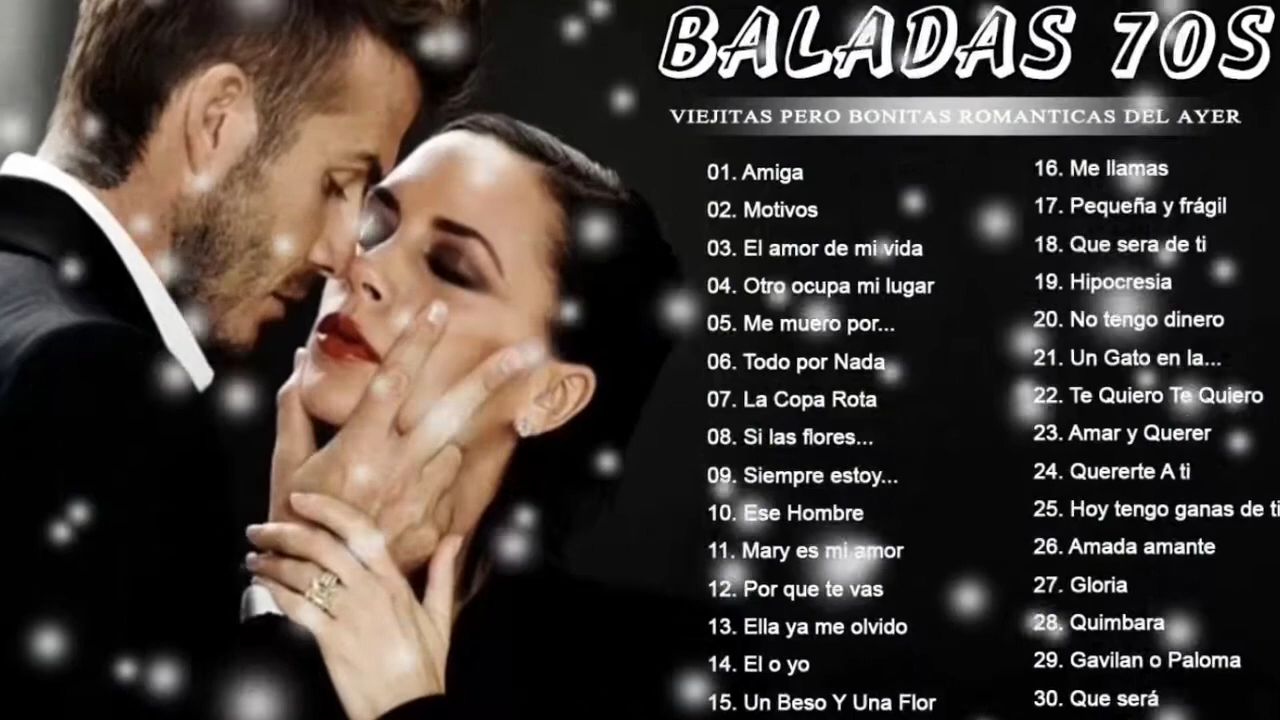 BALADAS 70S
VIEJITAS PERO BONITAS ROMANTICAS DEL AYER
01. Amiga
02. Motivos
03. El amor de mi vida
04. Otro ocupa mi lugar
05. Me muero por...
06. Todo por Nada
07. La Copa Rota
08. Si las flores...
09. Siempre estoy...
10. Ese Hombre
11. Mary es mi amor
12. Por que te vas
13. Ella ya me olvido
14. El o yo
15. Un Beso Y Una Flor
16. Me llamas
17. Pequeña y frágil
18. Que sera de ti
19. Hipocresia
20. No tengo dinero
21. Un Gato en la...
22. Te Quiero Te Quiero
23. Amar y Querer
24. Quererte A ti
25. Hoy tengo ganas de ti
26. Amada amante
27. Gloria
28. Quimbara
29. Gavilan o Paloma
30. Que será